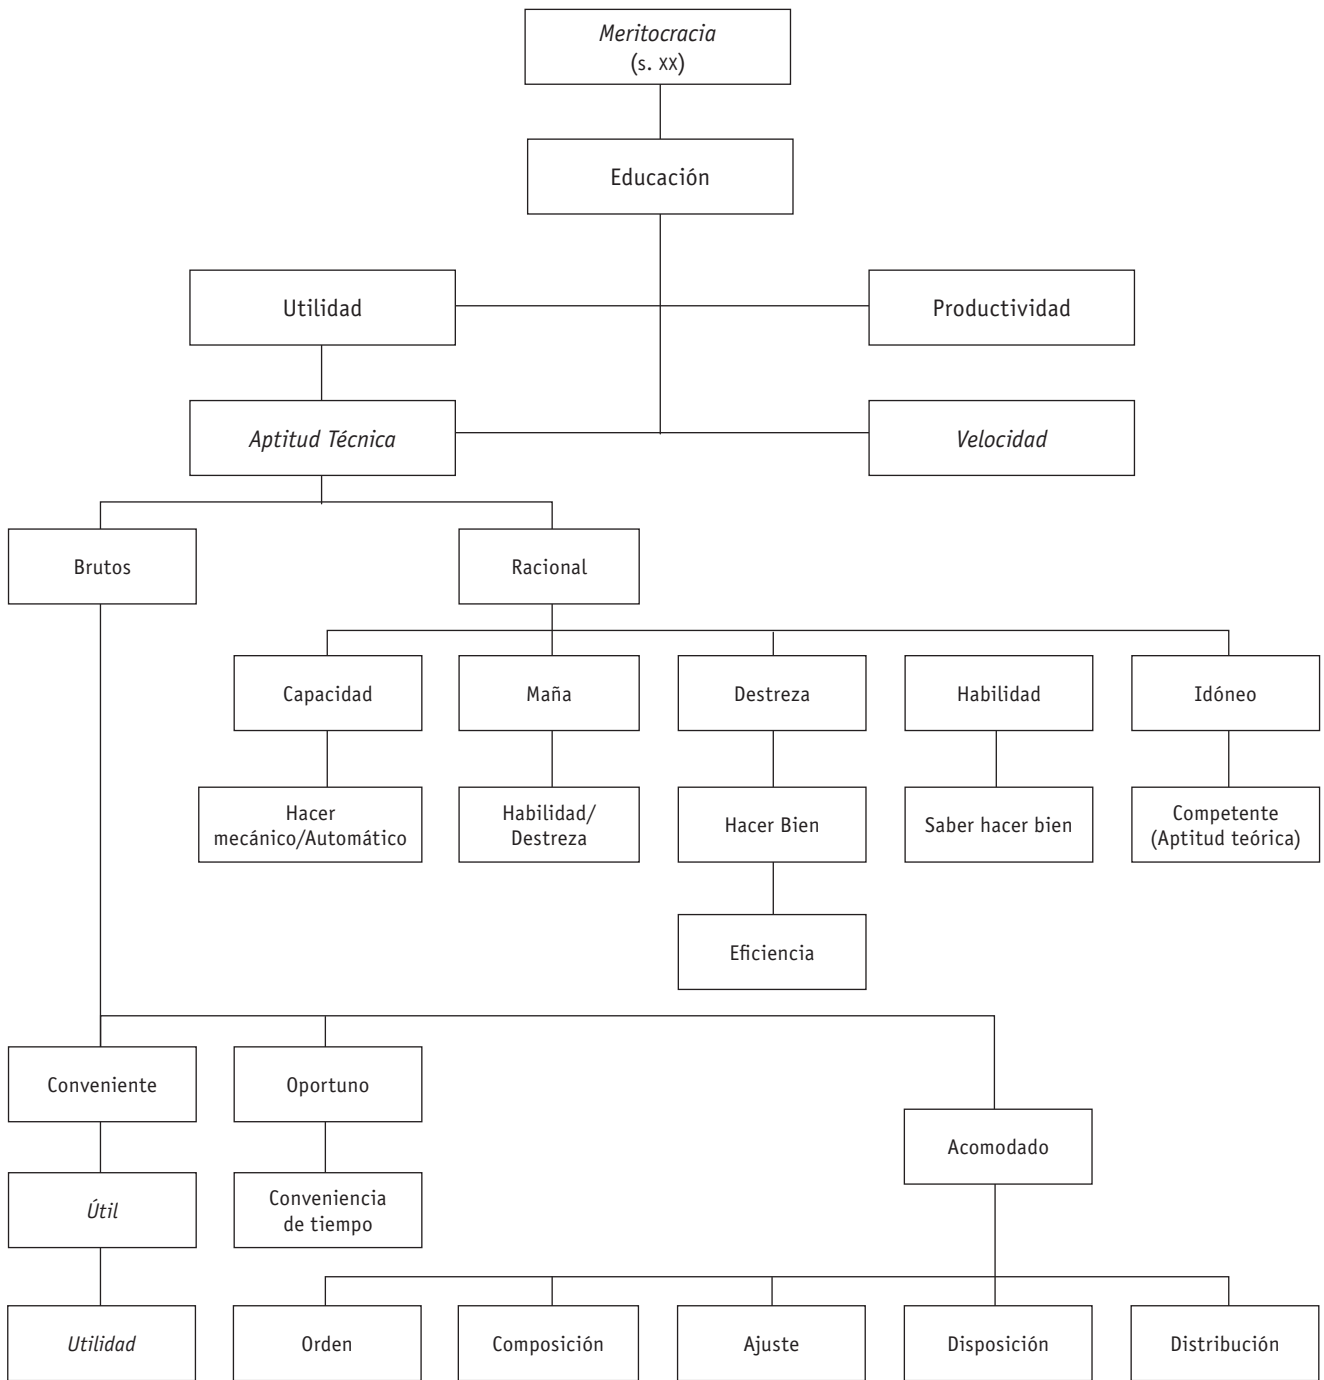 Meritocracia
(s. XX)
Educación
Utilidad
Productividad
Aptitud Técnica
Velocidad
Brutos
Racional
Capacidad
Maña
Destreza
Habilidad
Idóneo
Hacer
mecánico/Automático
Habilidad/
Destreza
Hacer Bien
Saber hacer bien
Competente
(Aptitud teórica)
Eficiencia
Conveniente
Oportuno
Acomodado
Útil
Conveniencia
de tiempo
Utilidad
Orden
Composición
Ajuste
Disposición
Distribución